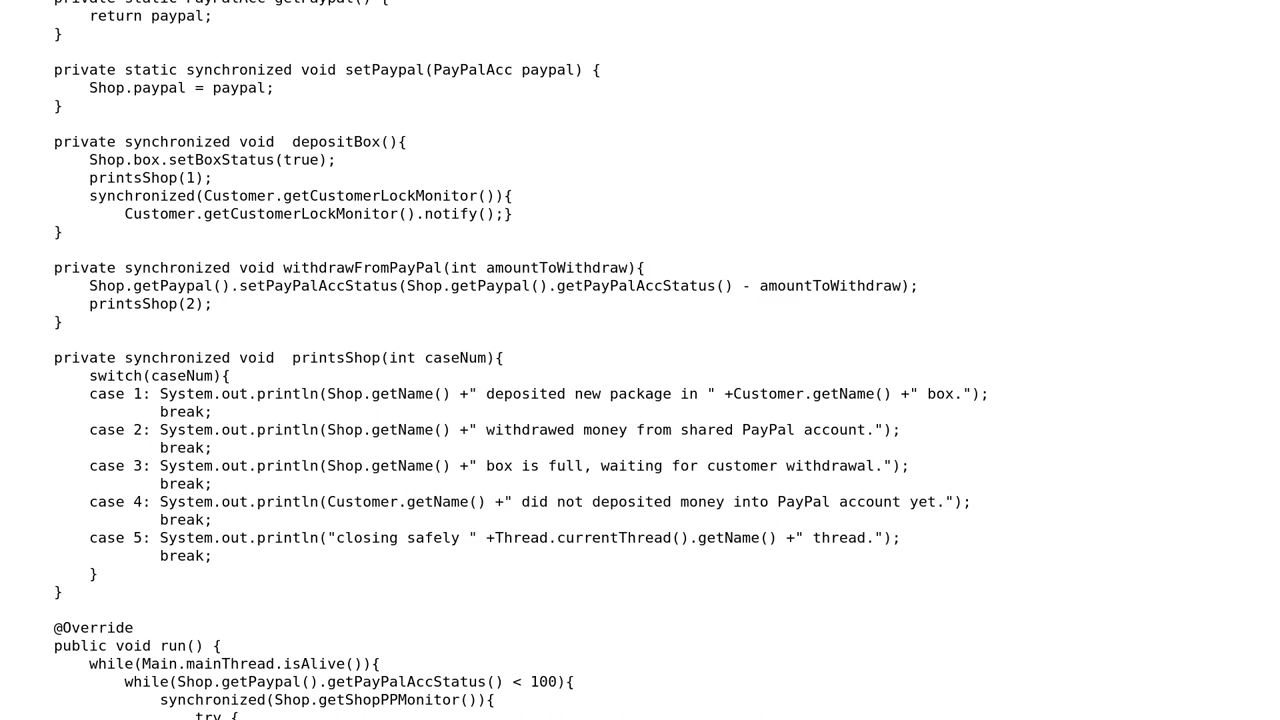 private static PayPalAcc getPaypal() {
    return paypal;
}

private static synchronized void setPaypal(PayPalAcc paypal) {
    Shop.paypal = paypal;
}

private synchronized void  depositBox(){
    Shop.box.setBoxStatus(true);
    printsShop(1);
    synchronized(Customer.getCustomerLockMonitor()){
        Customer.getCustomerLockMonitor().notify();}
}

private synchronized void withdrawFromPayPal(int amountToWithdraw){
    Shop.getPaypal().setPayPalAccStatus(Shop.getPaypal().getPayPalAccStatus() - amountToWithdraw);
    printsShop(2);
}

private synchronized void  printsShop(int caseNum){
    switch(caseNum){
    case 1: System.out.println(Shop.getName() +" deposited new package in " +Customer.getName() +" box.");
            break;
    case 2: System.out.println(Shop.getName() +" withdrawed money from shared PayPal account.");
            break;
    case 3: System.out.println(Shop.getName() +" box is full, waiting for customer withdrawal.");
            break;
    case 4: System.out.println(Customer.getName() +" did not deposited money into PayPal account yet.");
            break;
    case 5: System.out.println("closing safely " +Thread.currentThread().getName() +" thread.");
            break;
    }
}

@Override
public void run() {
    while(Main.mainThread.isAlive()){
        while(Shop.getPaypal().getPayPalAccStatus() < 100){
            synchronized(Shop.getShopPPMonitor()){
                try {